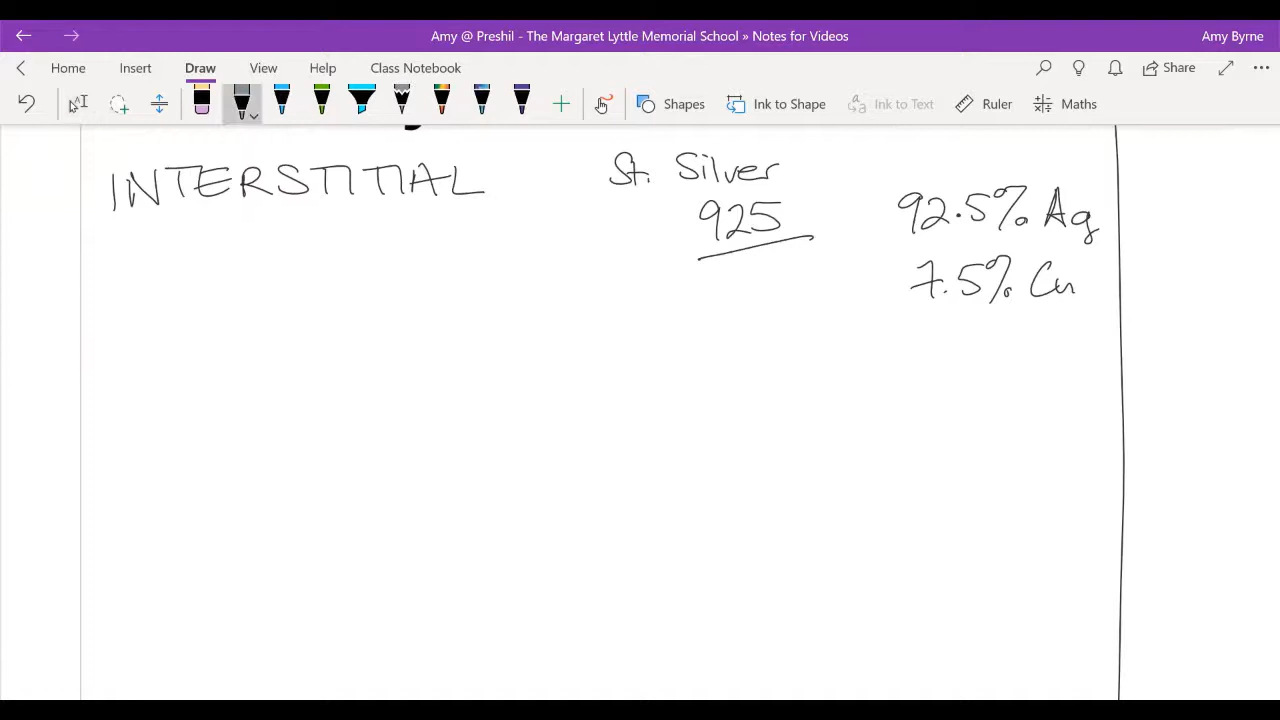 Amy @ Preshil - The Margaret Lyttle Memorial School » Notes for Videos
Amy Byrne
Home Insert Draw View Help Class Notebook
Share
Shapes Ink to Shape Ink to Text Ruler Maths
INTERSTITIAL
St. Silver
925
92.5% Ag
7.5% Cu